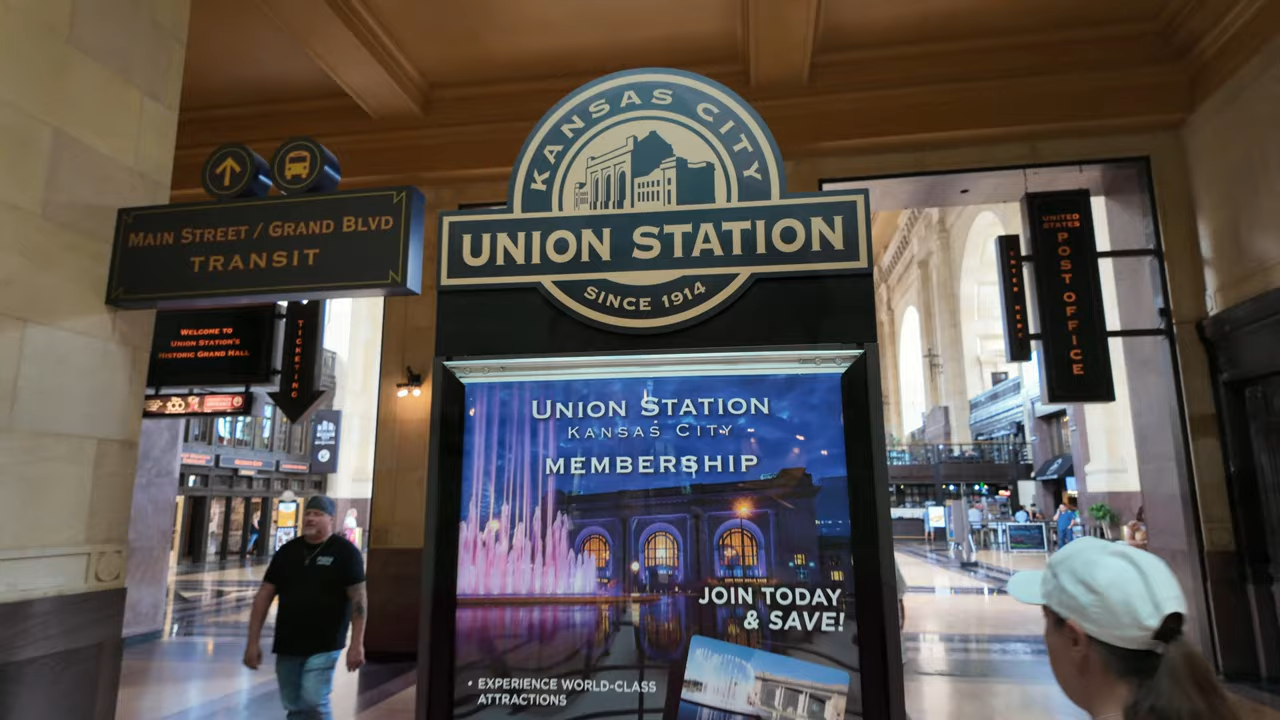 KANSAS CITY
UNION STATION
SINCE 1914
MAIN STREET / GRAND BLVD
TRANSIT
WELCOME TO
UNION STATION'S
HISTORIC GRAND HALL
TICKETING
100
UNITED
STATES
POST OFFICE
UNION STATION
KANSAS CITY
MEMBERSHIP
JOIN TODAY
& SAVE!
• EXPERIENCE WORLD-CLASS
ATTRACTIONS